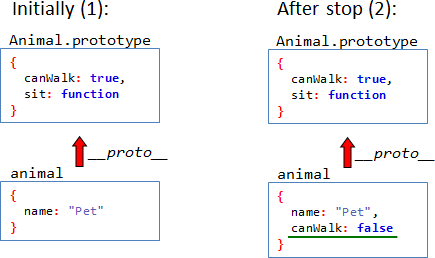 Initially (1):
Animal.prototype
{
canWalk: true,
sit: function
}
__proto__
animal
{
name: "Pet"
}
After stop (2):
Animal.prototype
{
canWalk: true,
sit: function
}
__proto__
animal
{
name: "Pet",
canWalk: false
}